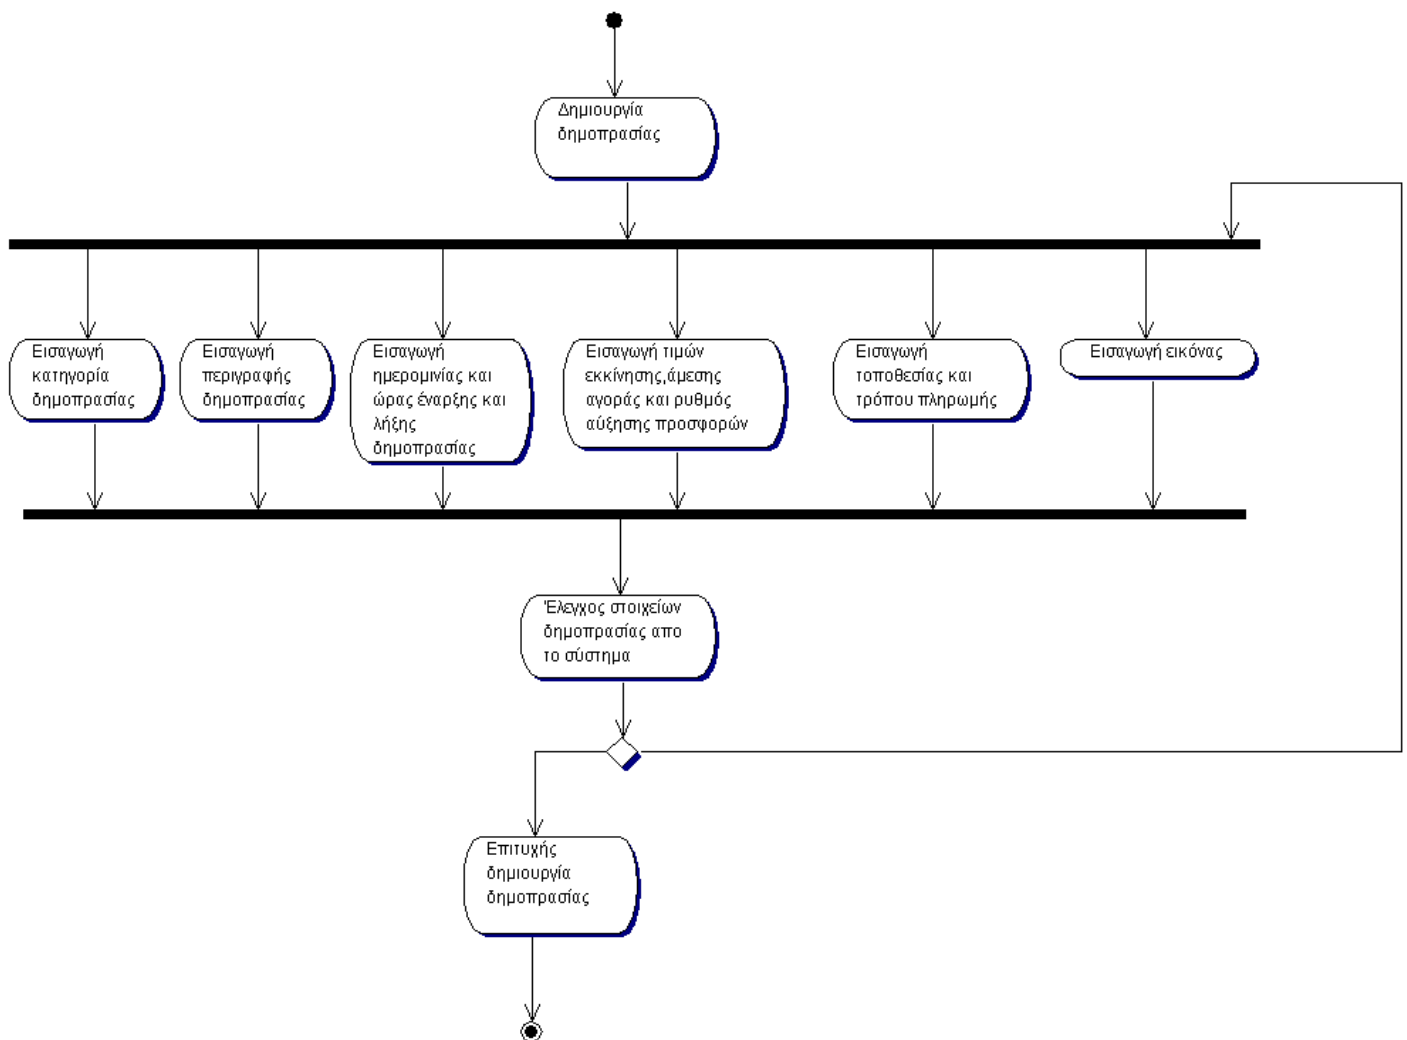 Δημιουργία
δημοπρασίας
Εισαγωγή
κατηγορία
δημοπρασίας
Εισαγωγή
περιγραφής
δημοπρασίας
Εισαγωγή
ημερομινίας και
ώρας έναρξης και
λήξης
δημοπρασίας
Εισαγωγή τιμών
εκκίνησης,άμεσης
αγοράς και ρυθμός
αύξησης προσφορών
Εισαγωγή
τοποθεσίας και
τρόπου πληρωμής
Εισαγωγή εικόνας
Έλεγχος στοιχείων
δημοπρασίας απο
το σύστημα
Επιτυχής
δημιουργία
δημοπρασίας